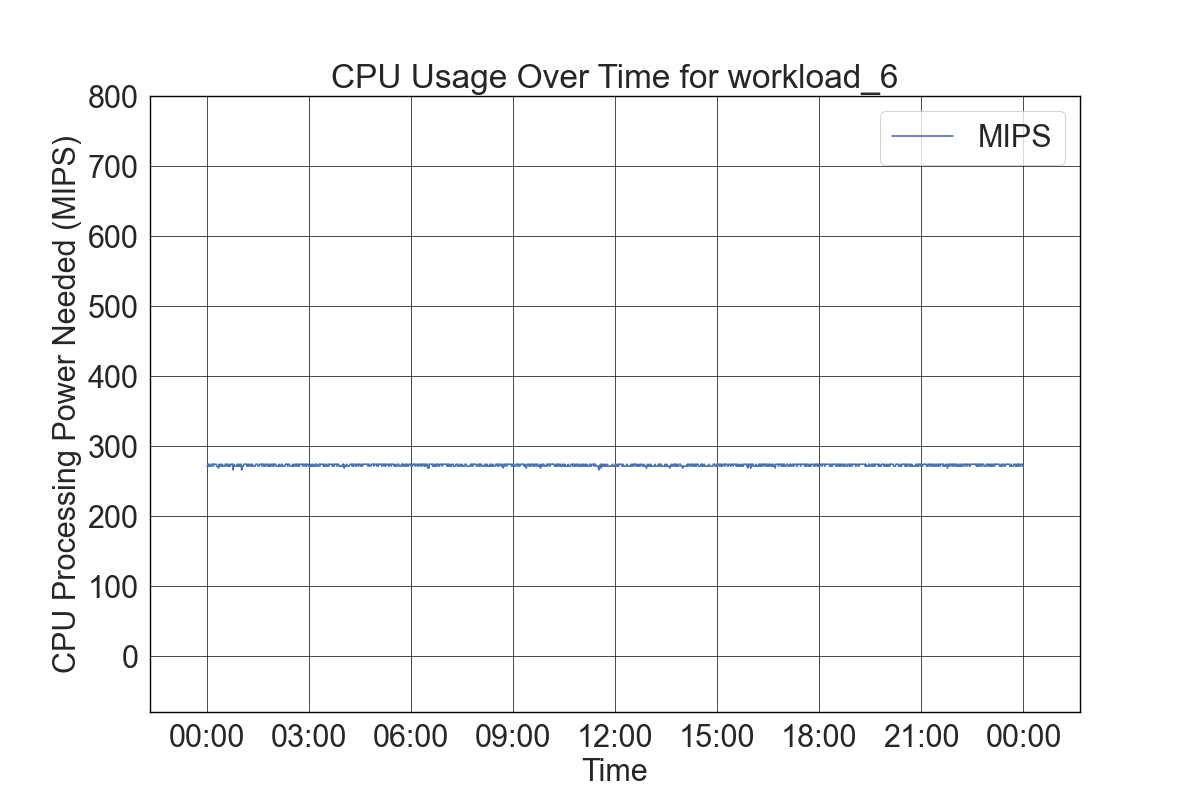 CPU Usage Over Time for workload_6
MIPS
CPU Processing Power Needed (MIPS)
800
700
600
500
400
300
200
100
0
00:00 03:00 06:00 09:00 12:00 15:00 18:00 21:00 00:00
Time